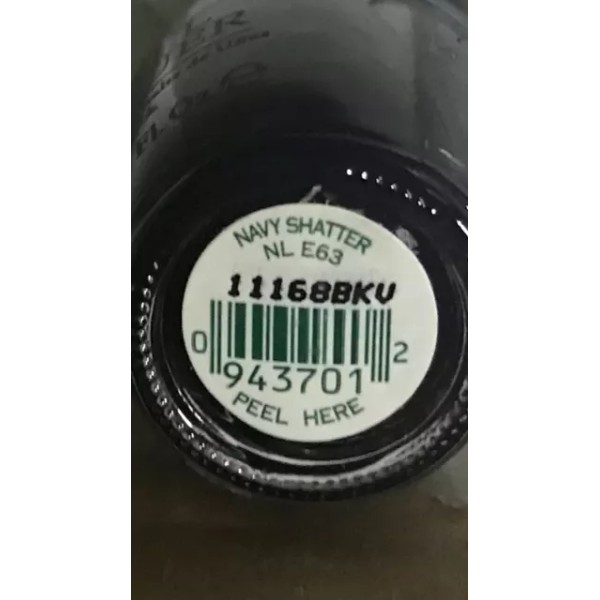 NAVY SHATTER
NL E63
11168BKV
0 943701 2
PEEL HERE